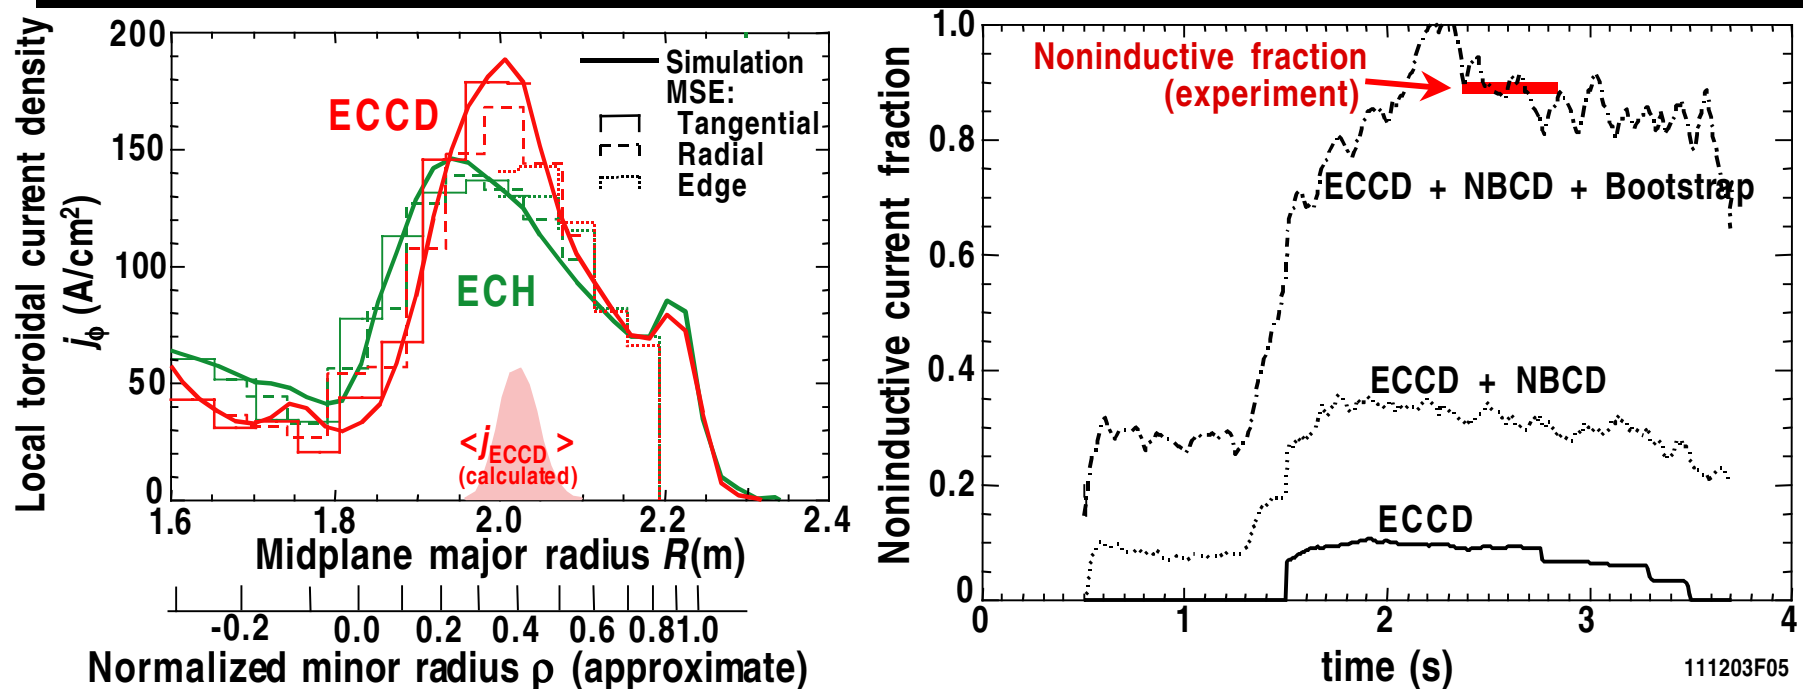 Local toroidal current density
jϕ (A/cm²)
200
150
100
50
0
1.6
1.8
2.0
2.2
2.4
Midplane major radius R(m)
-0.2
0.0
0.2
0.4
0.6
0.8
1.0
Normalized minor radius ρ (approximate)
ECCD
ECH
<jECCD>
(calculated)
Simulation
MSE:
Tangential
Radial
Edge
Noninductive current fraction
1.0
0.8
0.6
0.4
0.2
0
0
1
2
3
4
time (s)
Noninductive fraction
(experiment)
ECCD + NBCD + Bootstrap
ECCD + NBCD
ECCD
111203F05